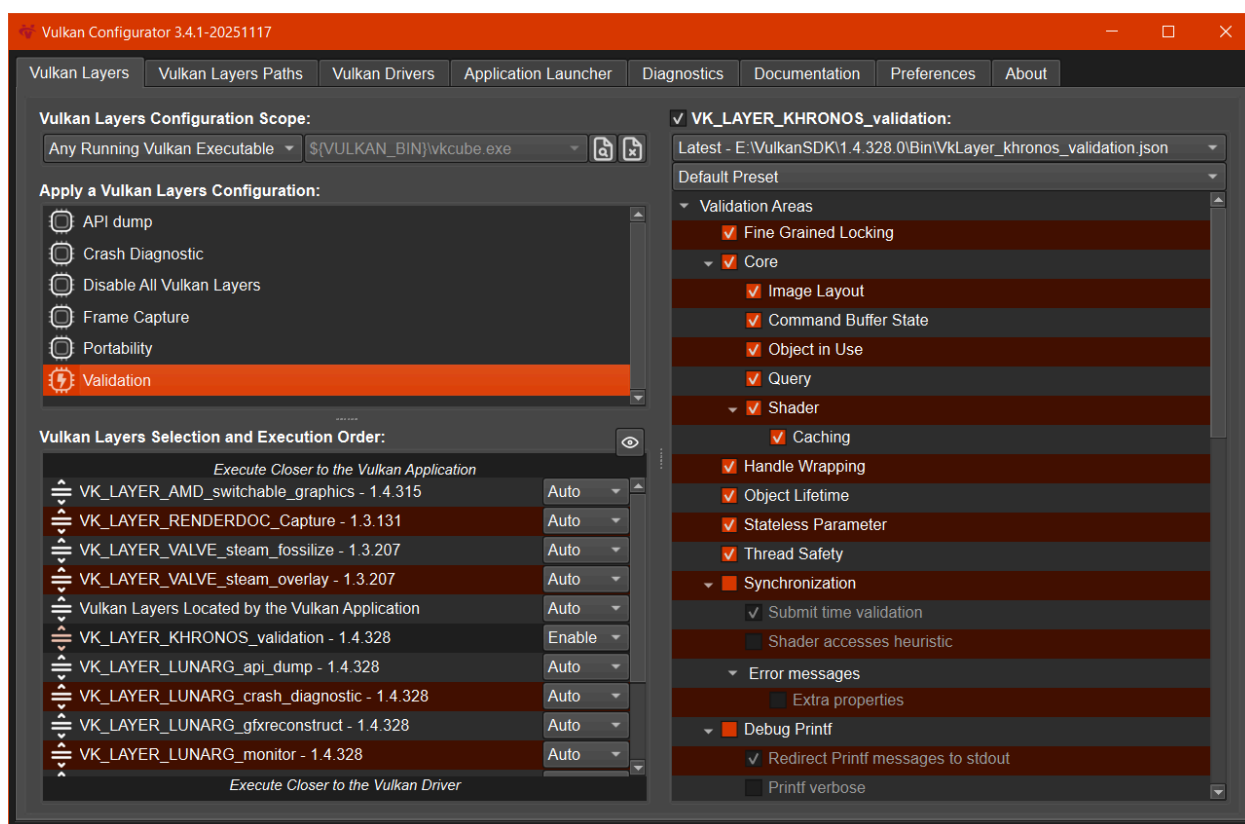 Vulkan Configurator 3.4.1-20251117
Vulkan Layers Vulkan Layers Paths Vulkan Drivers Application Launcher Diagnostics Documentation Preferences About
Vulkan Layers Configuration Scope:
Any Running Vulkan Executable ${VULKAN_BIN}\vkcube.exe
Apply a Vulkan Layers Configuration:
API dump
Crash Diagnostic
Disable All Vulkan Layers
Frame Capture
Portability
Validation
Vulkan Layers Selection and Execution Order:
Execute Closer to the Vulkan Application
VK_LAYER_AMD_switchable_graphics - 1.4.315 Auto
VK_LAYER_RENDERDOC_Capture - 1.3.131 Auto
VK_LAYER_VALVE_steam_fossilize - 1.3.207 Auto
VK_LAYER_VALVE_steam_overlay - 1.3.207 Auto
Vulkan Layers Located by the Vulkan Application Auto
VK_LAYER_KHRONOS_validation - 1.4.328 Enable
VK_LAYER_LUNARG_api_dump - 1.4.328 Auto
VK_LAYER_LUNARG_crash_diagnostic - 1.4.328 Auto
VK_LAYER_LUNARG_gfxreconstruct - 1.4.328 Auto
VK_LAYER_LUNARG_monitor - 1.4.328 Auto
Execute Closer to the Vulkan Driver
VK_LAYER_KHRONOS_validation:
Latest - E:\VulkanSDK\1.4.328.0\Bin\VkLayer_khronos_validation.json
Default Preset
Validation Areas
Fine Grained Locking
Core
Image Layout
Command Buffer State
Object in Use
Query
Shader
Caching
Handle Wrapping
Object Lifetime
Stateless Parameter
Thread Safety
Synchronization
Submit time validation
Shader accesses heuristic
Error messages
Extra properties
Debug Printf
Redirect Printf messages to stdout
Printf verbose